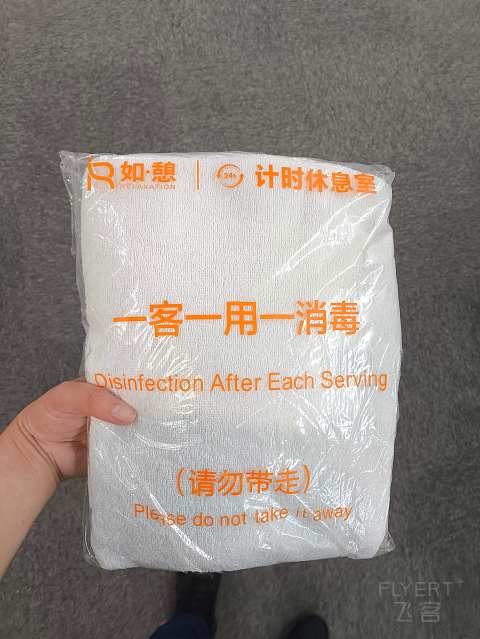 如·憩 24h 计时休息室
RELAXATION
一客一用一消毒
Disinfection After Each Serving
（请勿带走）
Please do not take it away
FLYERT
飞客